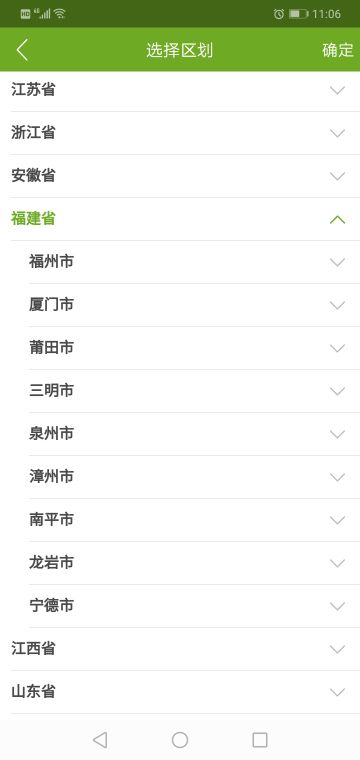 11:06
选择区划
确定
江苏省
浙江省
安徽省
福建省
福州市
厦门市
莆田市
三明市
泉州市
漳州市
南平市
龙岩市
宁德市
江西省
山东省